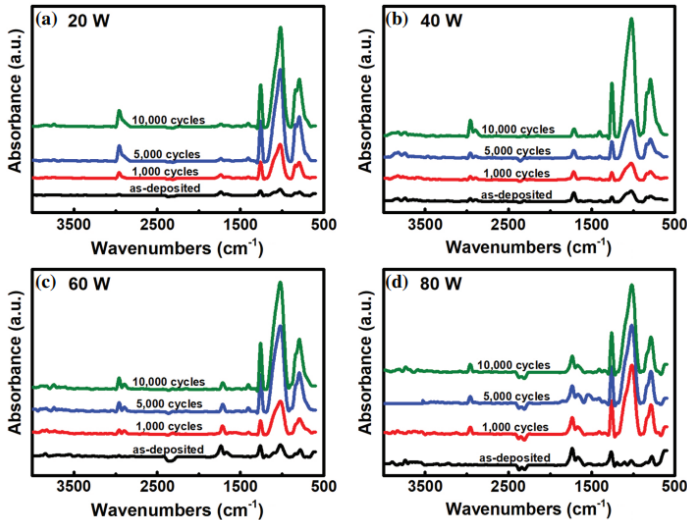 (a) 20 W
10,000 cycles
5,000 cycles
1,000 cycles
as-deposited
3500 2500 1500 500
Wavenumbers (cm⁻¹)
Absorbance (a.u.)
(b) 40 W
10,000 cycles
5,000 cycles
1,000 cycles
as-deposited
3500 2500 1500 500
Wavenumbers (cm⁻¹)
Absorbance (a.u.)
(c) 60 W
10,000 cycles
5,000 cycles
1,000 cycles
as-deposited
3500 2500 1500 500
Wavenumbers (cm⁻¹)
Absorbance (a.u.)
(d) 80 W
10,000 cycles
5,000 cycles
1,000 cycles
as-deposited
3500 2500 1500 500
Wavenumbers (cm⁻¹)
Absorbance (a.u.)